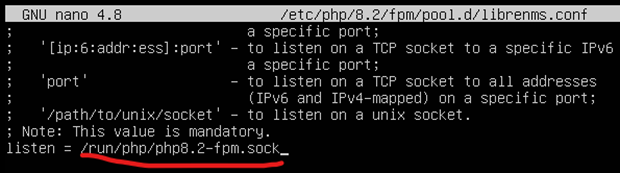 GNU nano 4.8 /etc/php/8.2/fpm/pool.d/librenms.conf
; a specific port;
; '[ip:6:addr:ess]:port' - to listen on a TCP socket to a specific IPv6
; a specific port;
; 'port' - to listen on a TCP socket to all addresses
; (IPv6 and IPv4-mapped) on a specific port;
; '/path/to/unix/socket' - to listen on a unix socket.
; Note: This value is mandatory.
listen = /run/php/php8.2-fpm.sock_